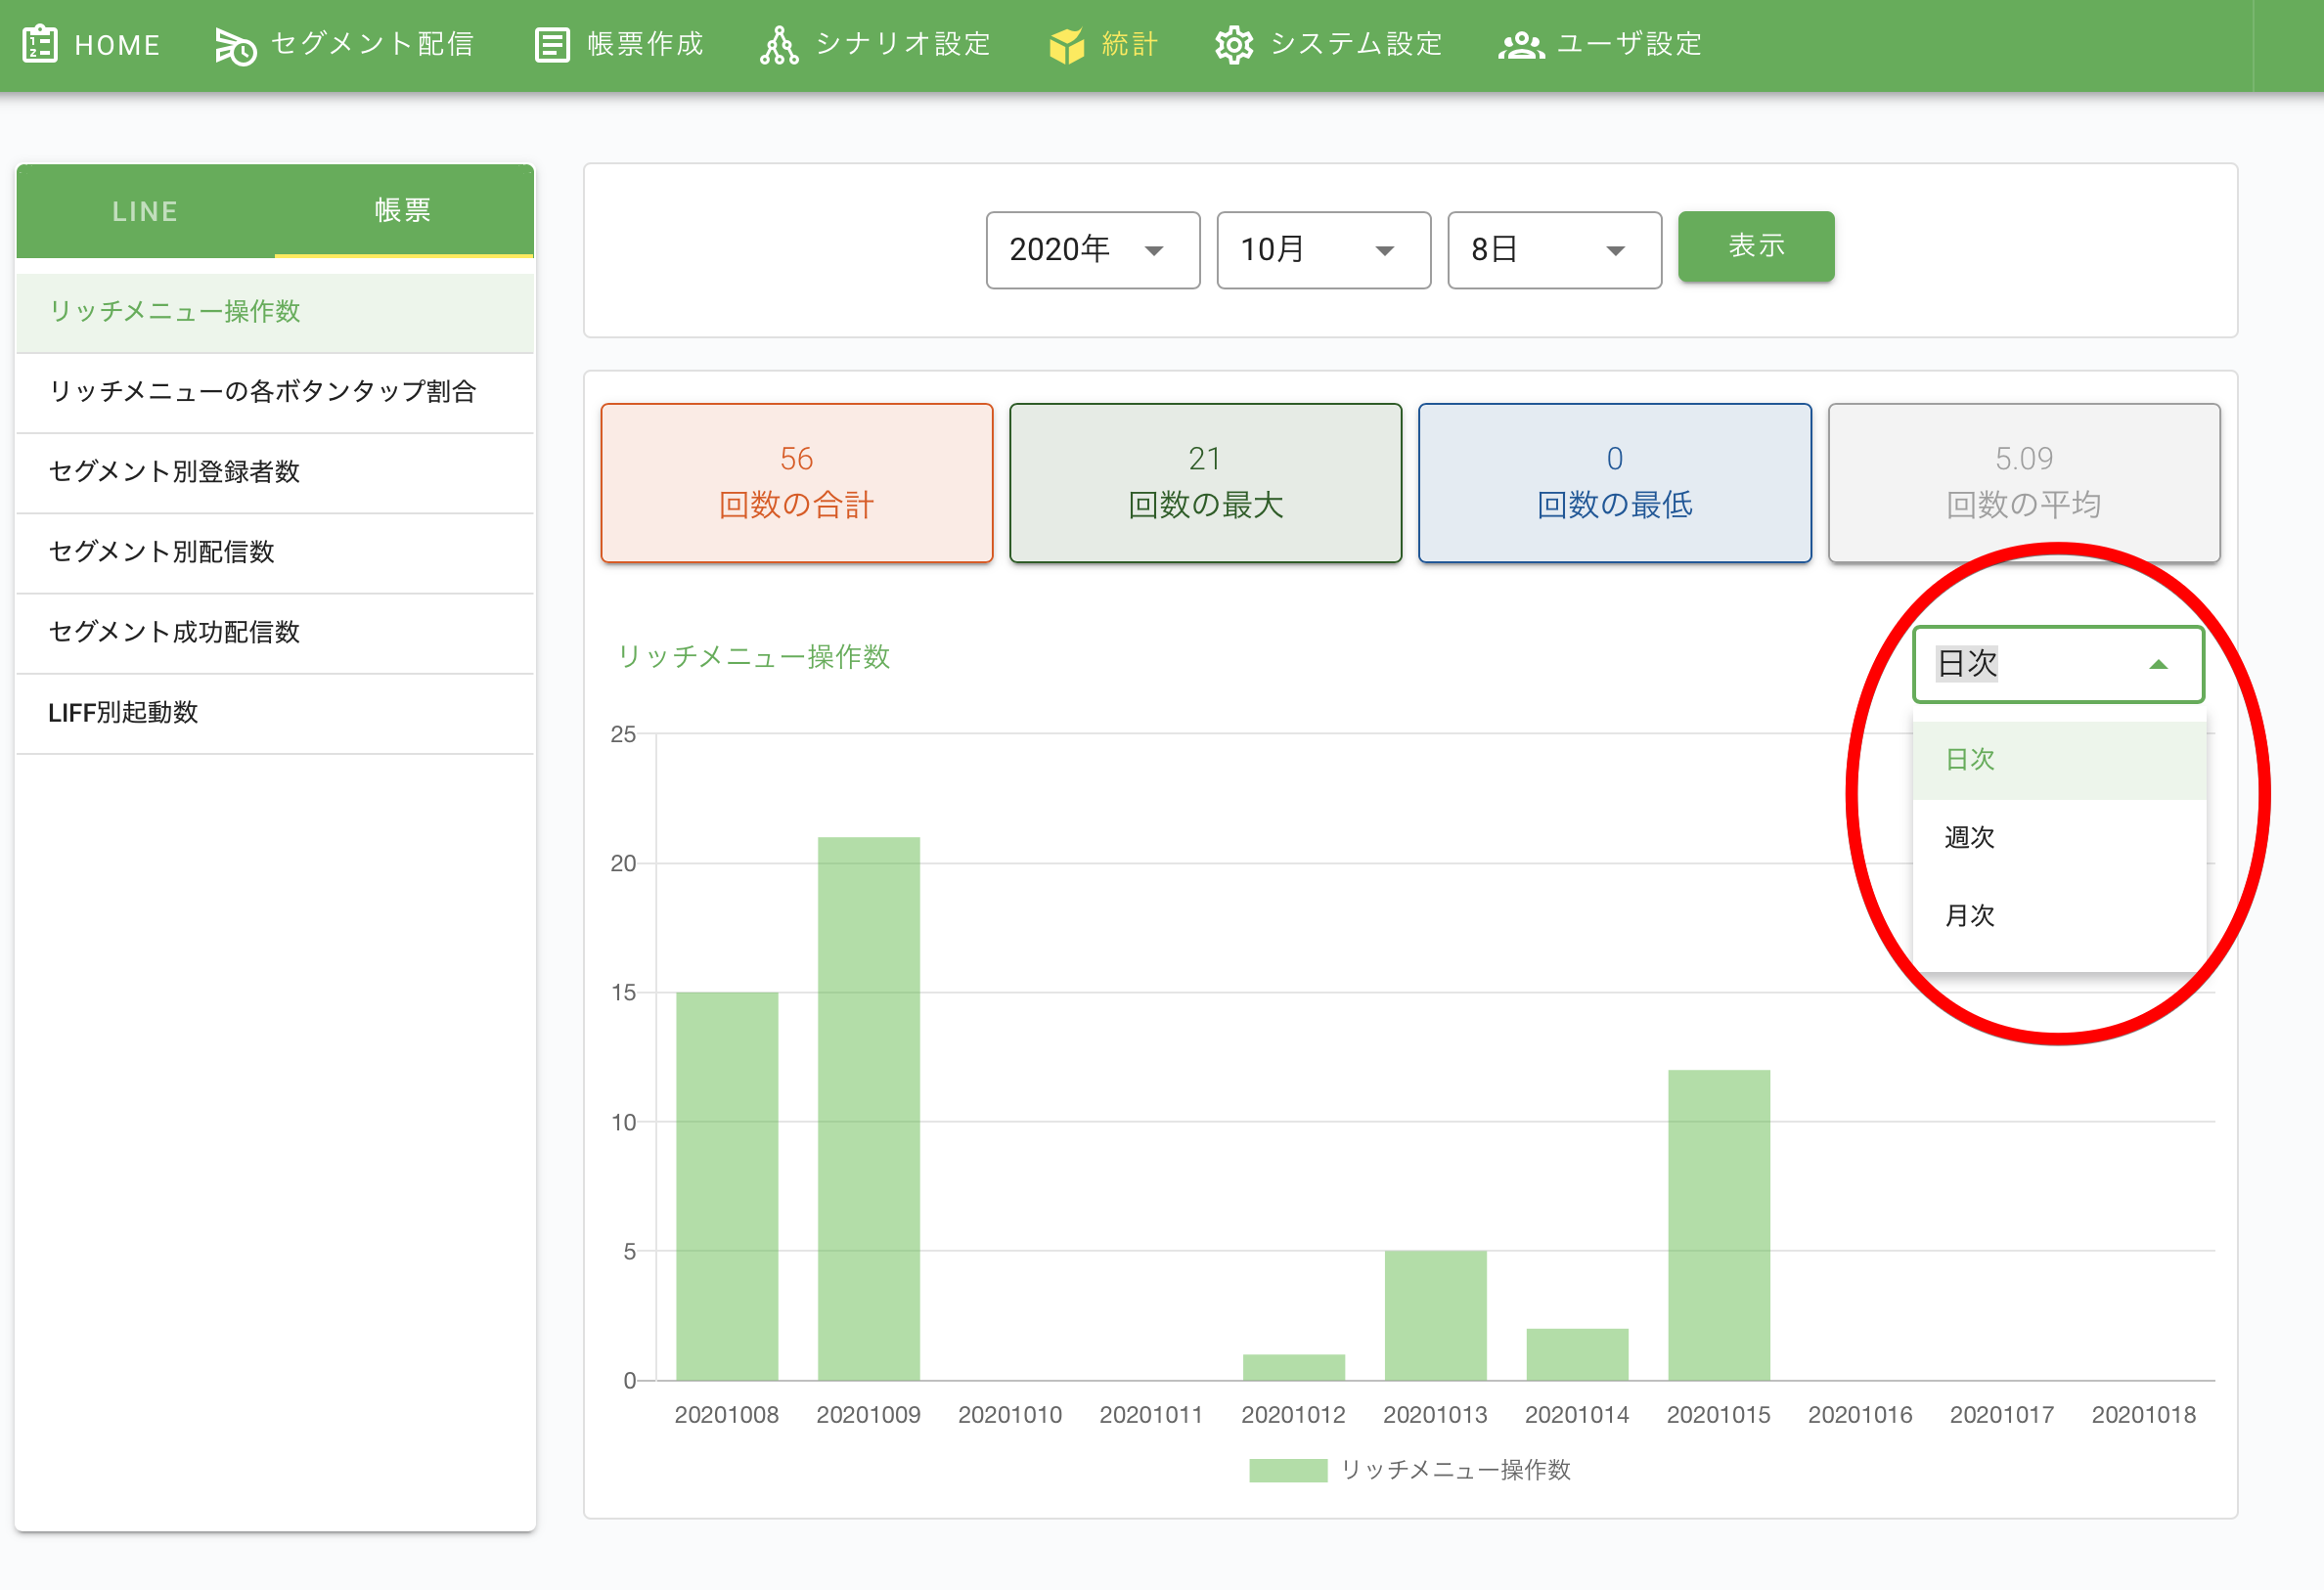 HOME セグメント配信 帳票作成 シナリオ設定 統計 システム設定 ユーザ設定
LINE 帳票
リッチメニュー操作数
リッチメニューの各ボタンタップ割合
セグメント別登録者数
セグメント別配信数
セグメント成功配信数
LIFF別起動数
2020年 10月 8日 表示
56
回数の合計
21
回数の最大
0
回数の最低
5.09
回数の平均
リッチメニュー操作数
日次
日次
週次
月次
25
20
15
10
5
0
20201008 20201009 20201010 20201011 20201012 20201013 20201014 20201015 20201016 20201017 20201018
リッチメニュー操作数